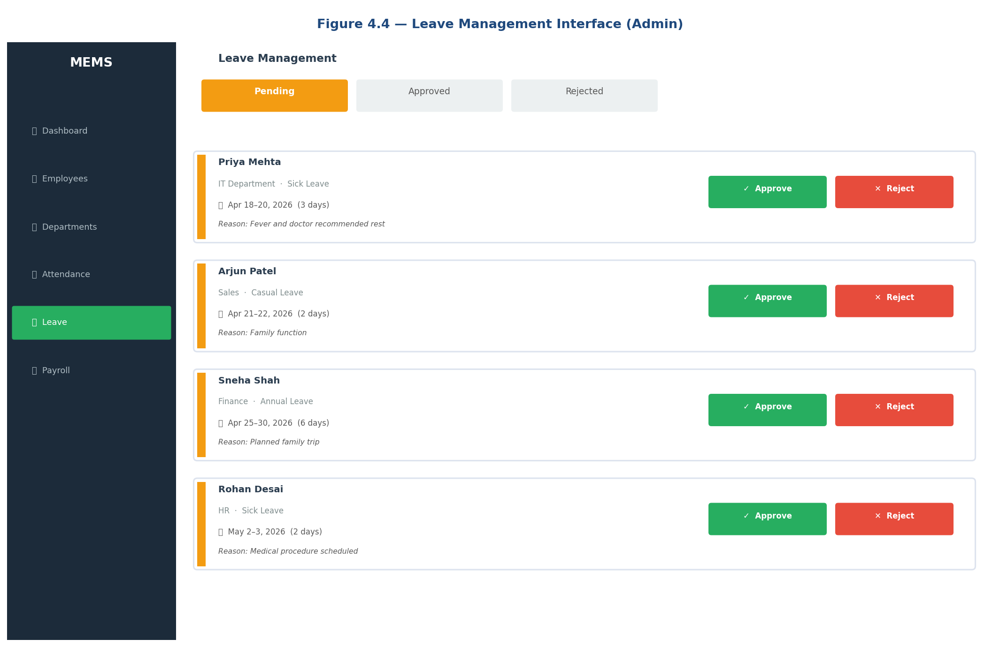 Figure 4.4 — Leave Management Interface (Admin)
MEMS
Dashboard
Employees
Departments
Attendance
Leave
Payroll
Leave Management
Pending
Approved
Rejected
Priya Mehta
IT Department · Sick Leave
Apr 18–20, 2026 (3 days)
Reason: Fever and doctor recommended rest
✓ Approve
✕ Reject
Arjun Patel
Sales · Casual Leave
Apr 21–22, 2026 (2 days)
Reason: Family function
✓ Approve
✕ Reject
Sneha Shah
Finance · Annual Leave
Apr 25–30, 2026 (6 days)
Reason: Planned family trip
✓ Approve
✕ Reject
Rohan Desai
HR · Sick Leave
May 2–3, 2026 (2 days)
Reason: Medical procedure scheduled
✓ Approve
✕ Reject